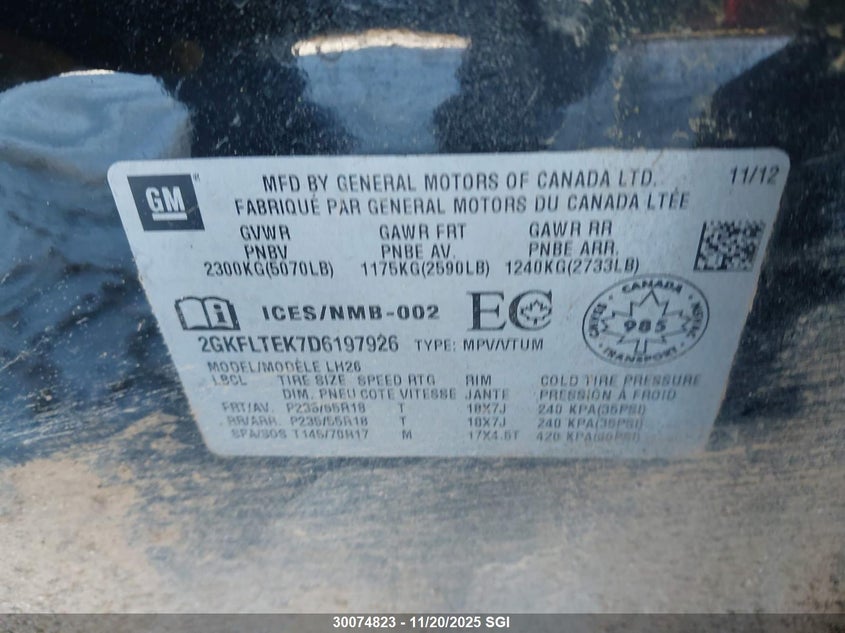 GM
MFD BY GENERAL MOTORS OF CANADA LTD. 11/12
FABRIQUÉ PAR GENERAL MOTORS DU CANADA LTÉE
GVWR GAWR FRT GAWR RR
PNBV PNBE AV. PNBE ARR.
2300KG(5070LB) 1175KG(2590LB) 1240KG(2733LB)
ICES/NMB-002 EC
CANADA
985
TRANSPORT
2GKFLTEK7D6197926 TYPE: MPV/VTUM
MODEL/MODÈLE LH26
L8CL TIRE SIZE SPEED RTG RIM COLD TIRE PRESSURE
DIM. PNEU COTE VITESSE JANTE PRESSION À FROID
FRT/AV. P235/55R18 T 18X7J 240 KPA(35PSI)
RR/ARR. P235/55R18 T 18X7J 240 KPA(35PSI)
SPA/SOS T145/70R17 M 17X4.5T 420 KPA(60PSI)
30074823 - 11/20/2025 SGI